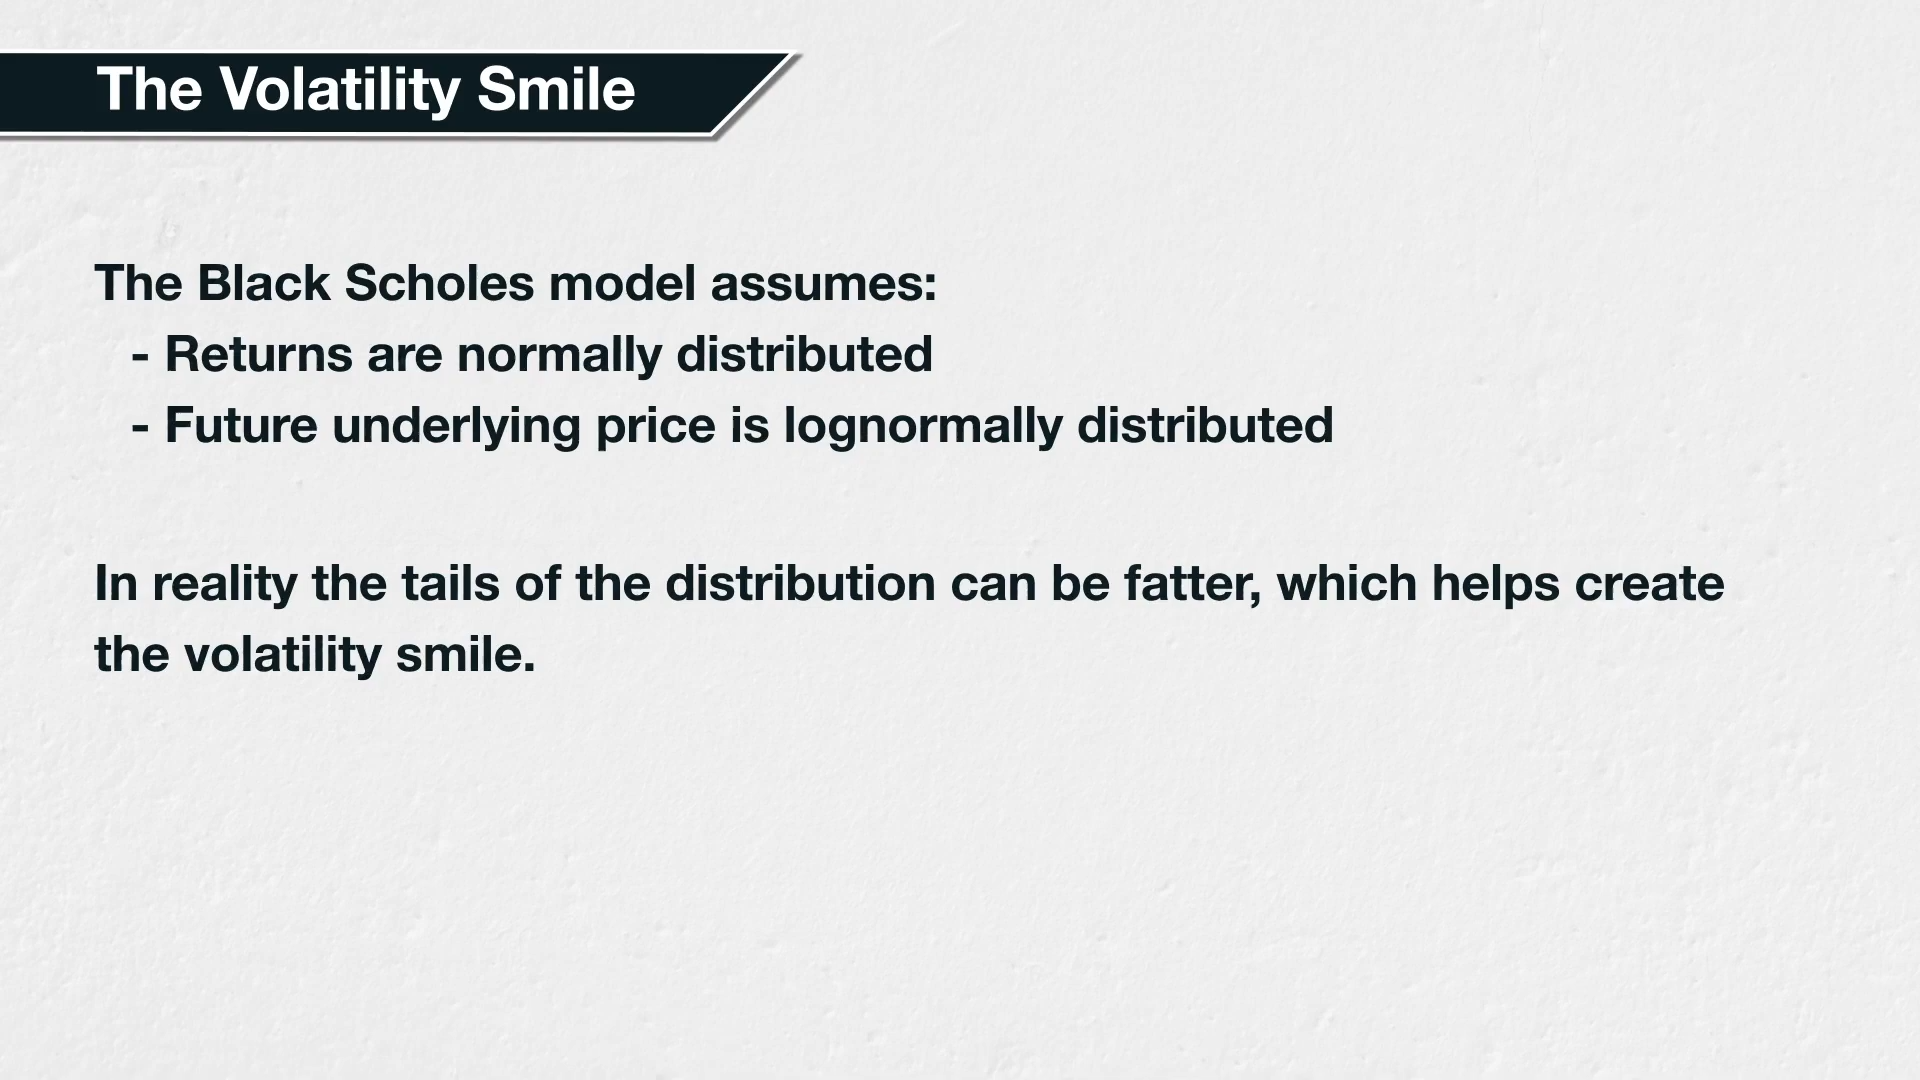 The Volatility Smile
The Black Scholes model assumes:
- Returns are normally distributed
- Future underlying price is lognormally distributed
In reality the tails of the distribution can be fatter, which helps create
the volatility smile.